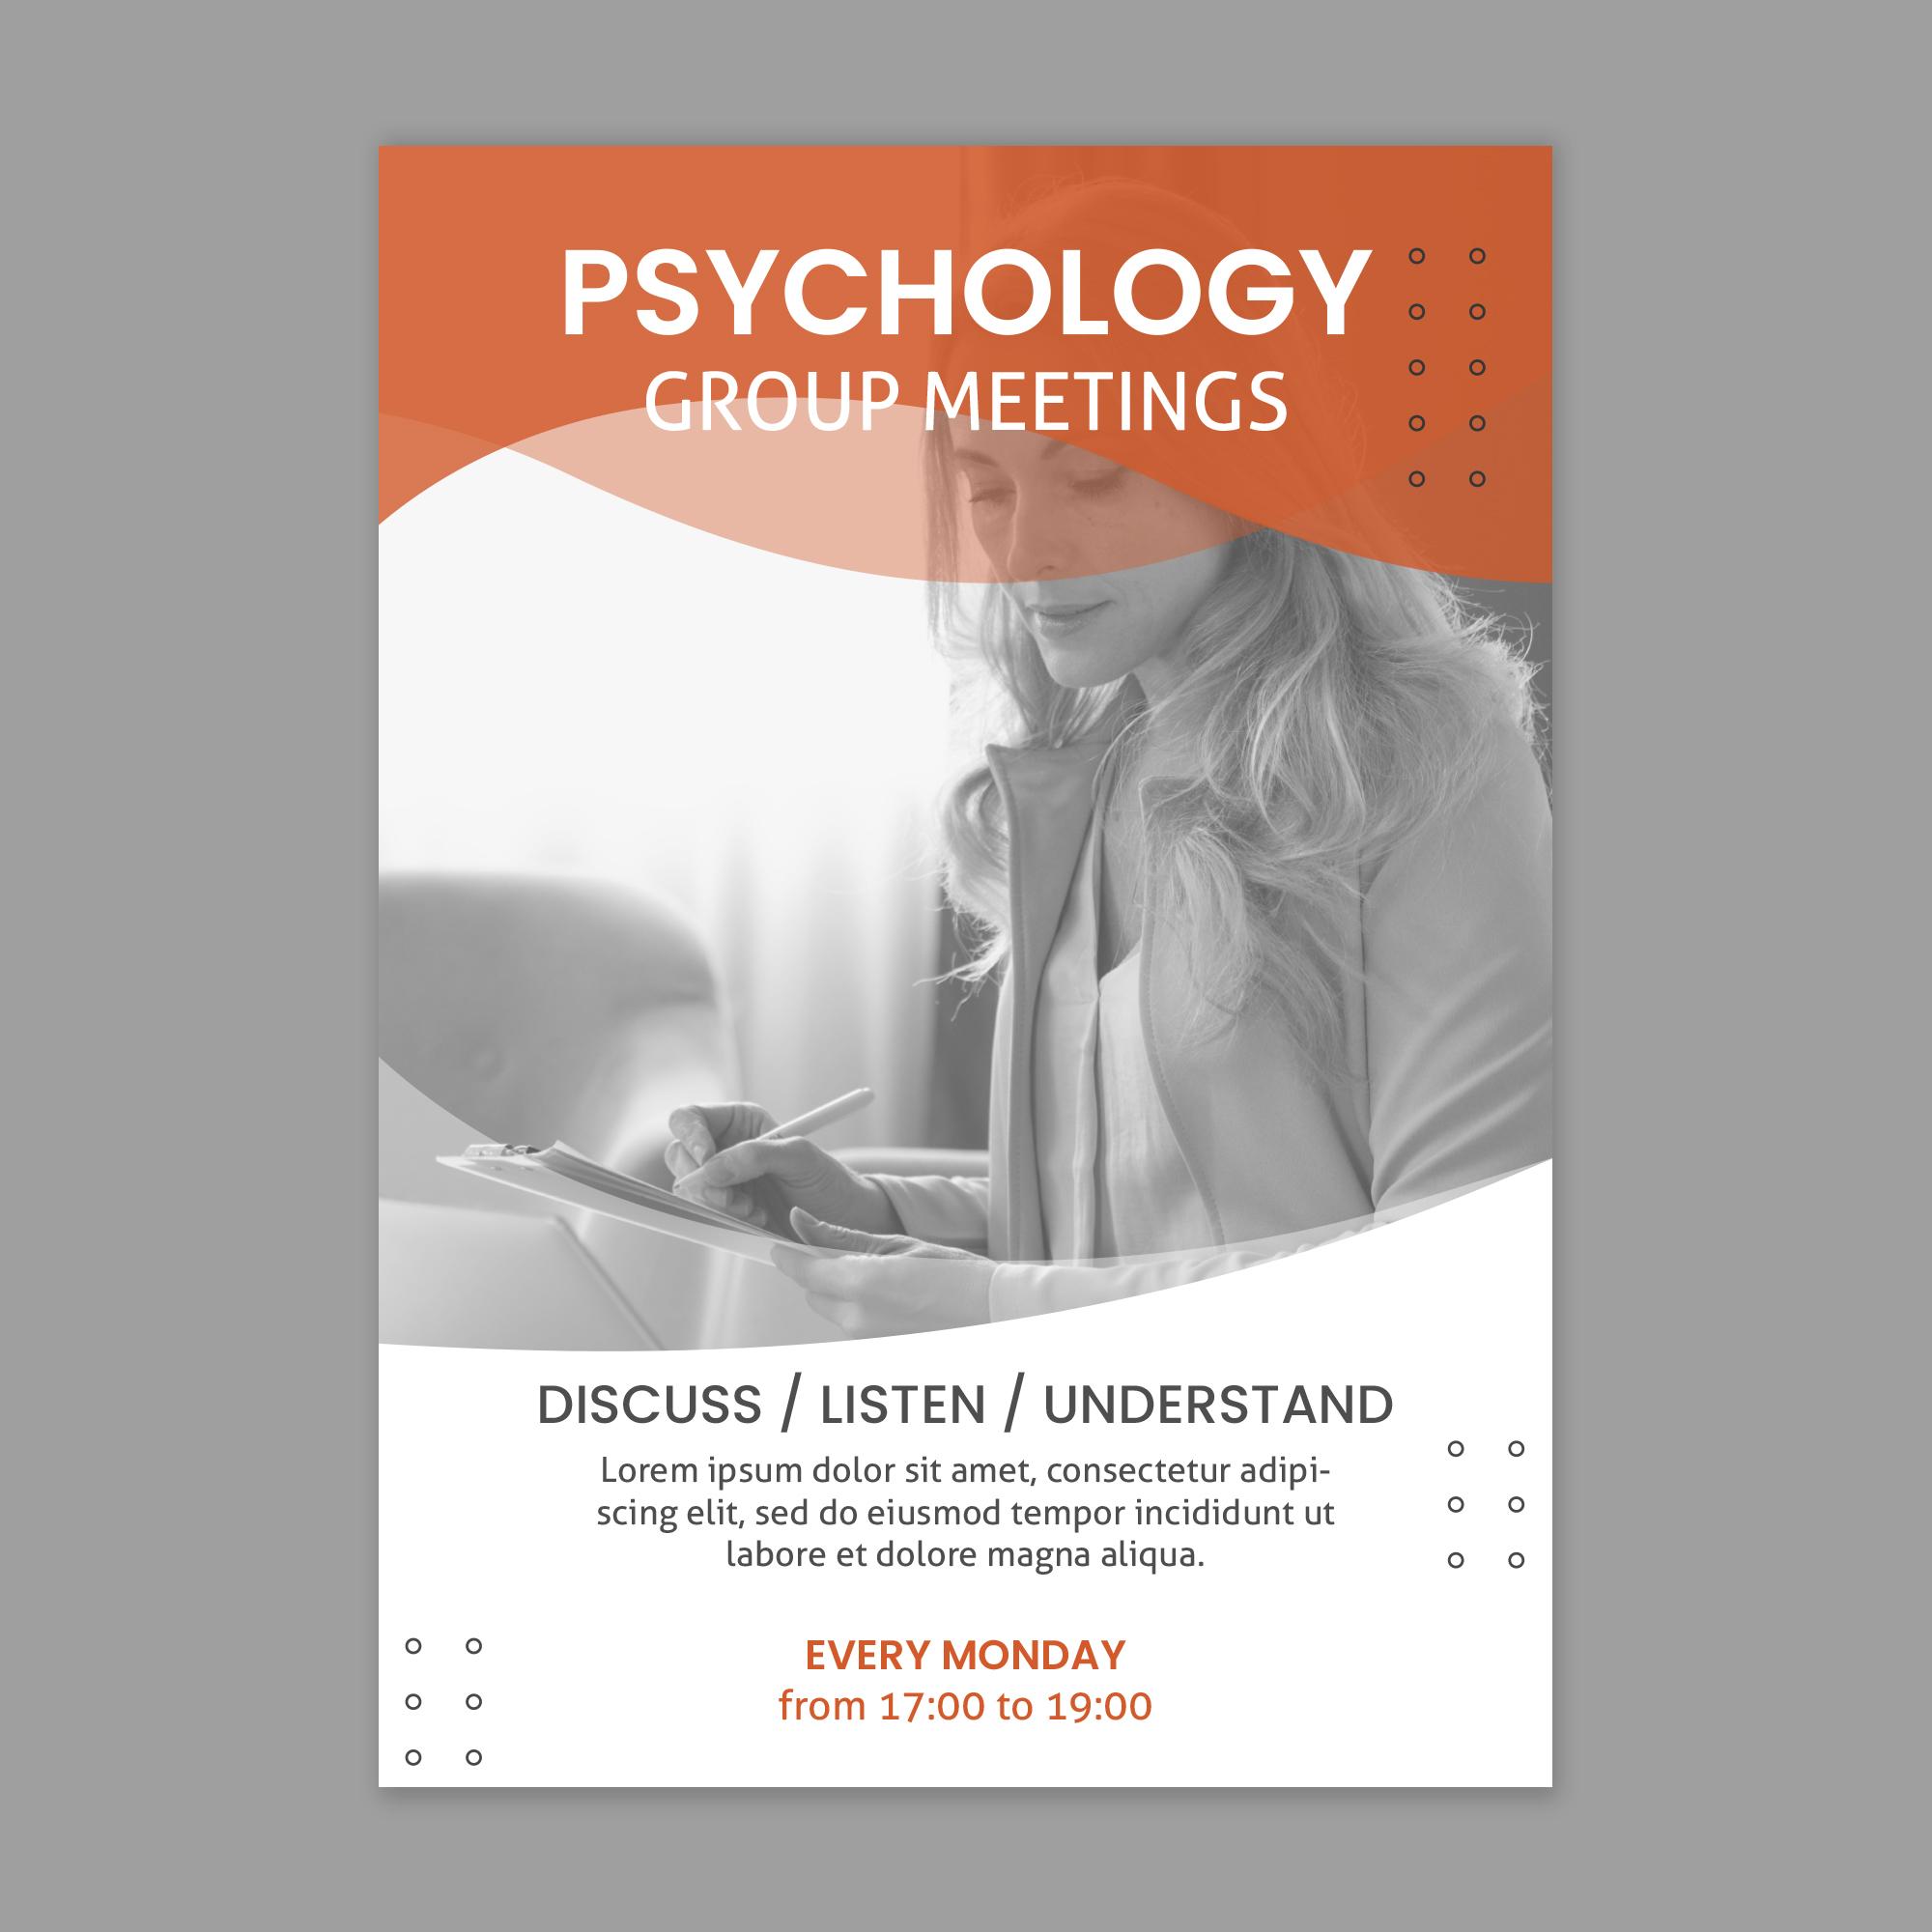 PSYCHOLOGY
GROUP MEETINGS
DISCUSS / LISTEN / UNDERSTAND
Lorem ipsum dolor sit amet, consectetur adipi-
scing elit, sed do eiusmod tempor incididunt ut
labore et dolore magna aliqua.
EVERY MONDAY
from 17:00 to 19:00